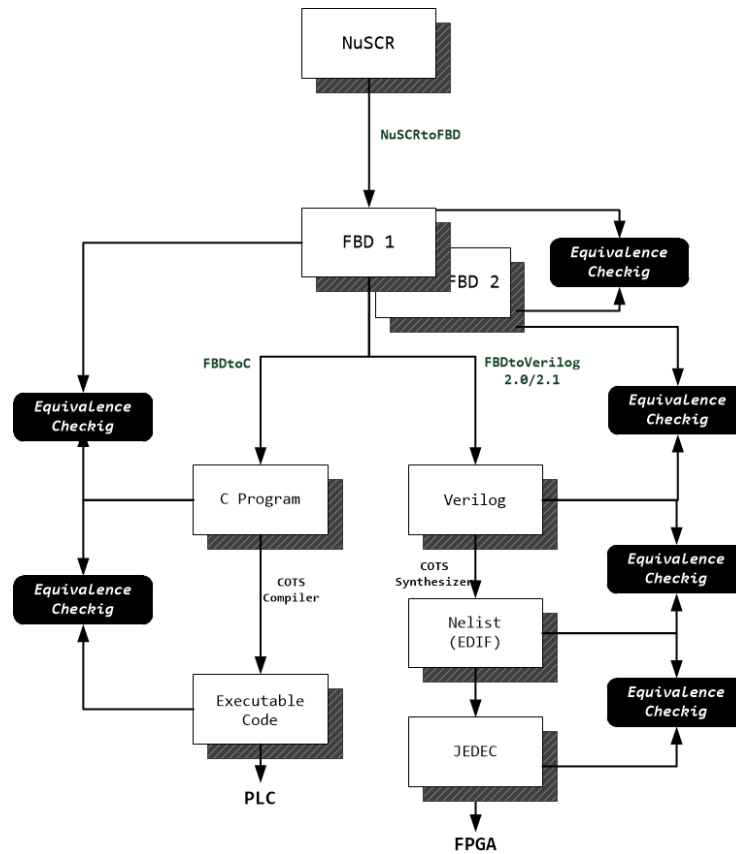 NuSCR
NuSCRtoFBD
FBD 1
FBD 2
Equivalence
Checkig
FBDtoC
FBDtoVerilog
2.0/2.1
Equivalence
Checkig
Equivalence
Checkig
C Program
Verilog
COTS
Compiler
COTS
Synthesizer
Equivalence
Checkig
Equivalence
Checkig
Nelist
(EDIF)
Equivalence
Checkig
Executable
Code
JEDEC
PLC
FPGA